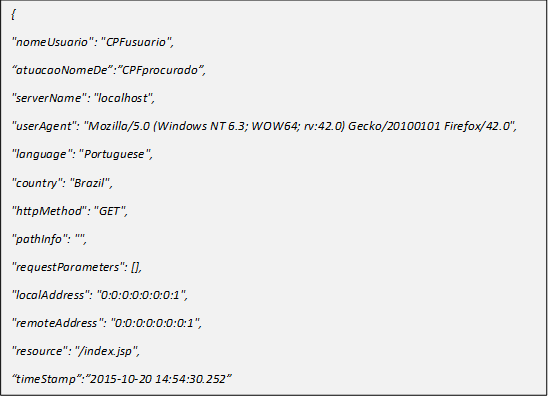 {
"nomeUsuario": "CPFusuario",
“atuacaoNomeDe”:”CPFprocurado”,
"serverName": "localhost",
"userAgent": "Mozilla/5.0 (Windows NT 6.3; WOW64; rv:42.0) Gecko/20100101 Firefox/42.0",
"language": "Portuguese",
"country": "Brazil",
"httpMethod": "GET",
"pathInfo": "",
"requestParameters": [],
"localAddress": "0:0:0:0:0:0:0:1",
"remoteAddress": "0:0:0:0:0:0:0:1",
"resource": "/index.jsp",
“timeStamp”:”2015-10-20 14:54:30.252”